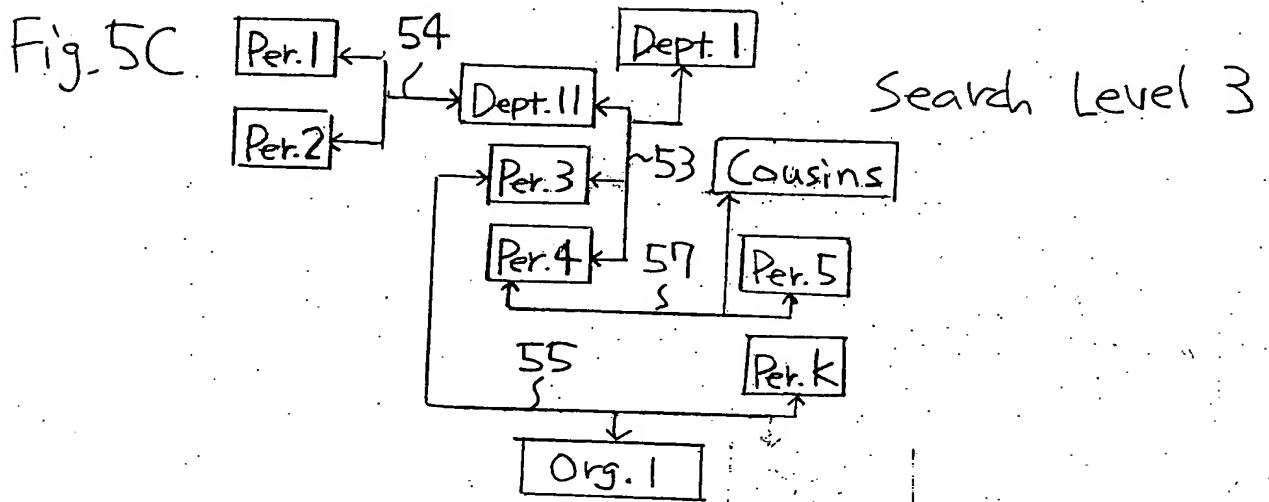 Fig. 5C
Per.1
54
Dept. 1
Dept. 11
Search Level 3
Per.2
53
Per.3
Cousins
Per.4
57
Per.5
55
Per.K
Org. 1